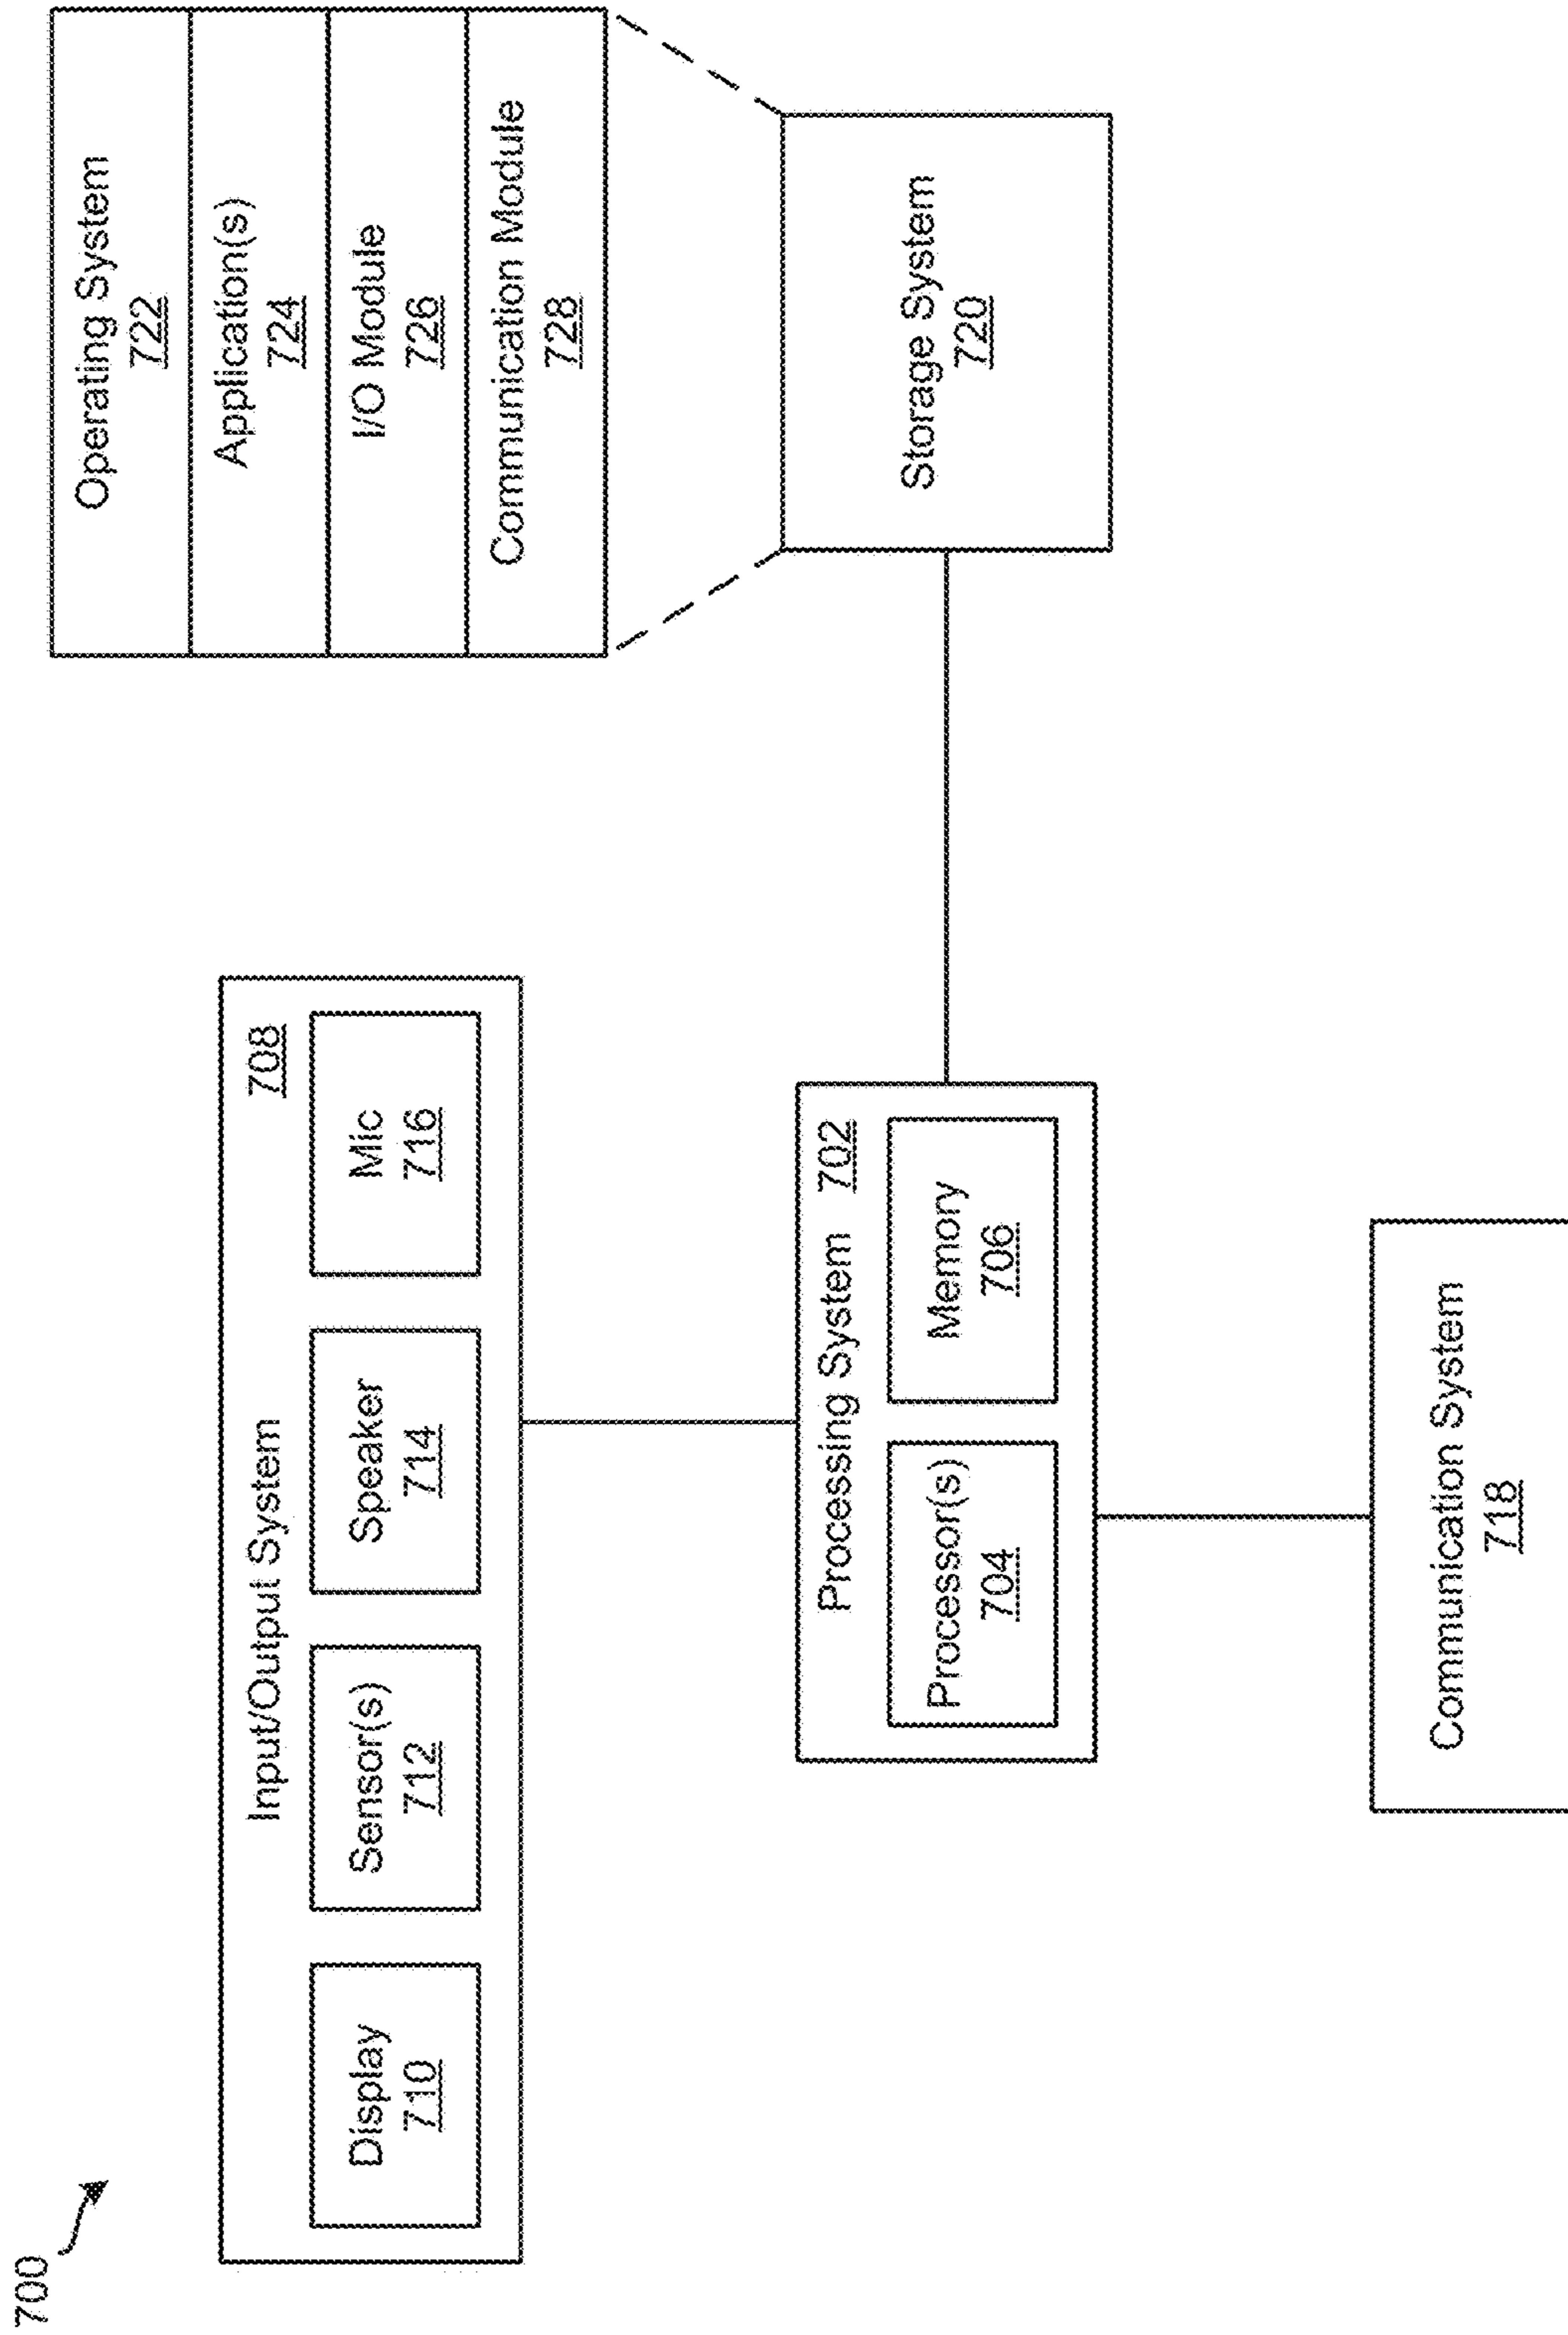 700
Input/Output System
708
Display
710
Sensor(s)
712
Speaker
714
Mic
716
Operating System
722
Application(s)
724
I/O Module
726
Communication Module
728
Processing System
702
Processor(s)
704
Memory
706
Storage System
720
Communication System
718